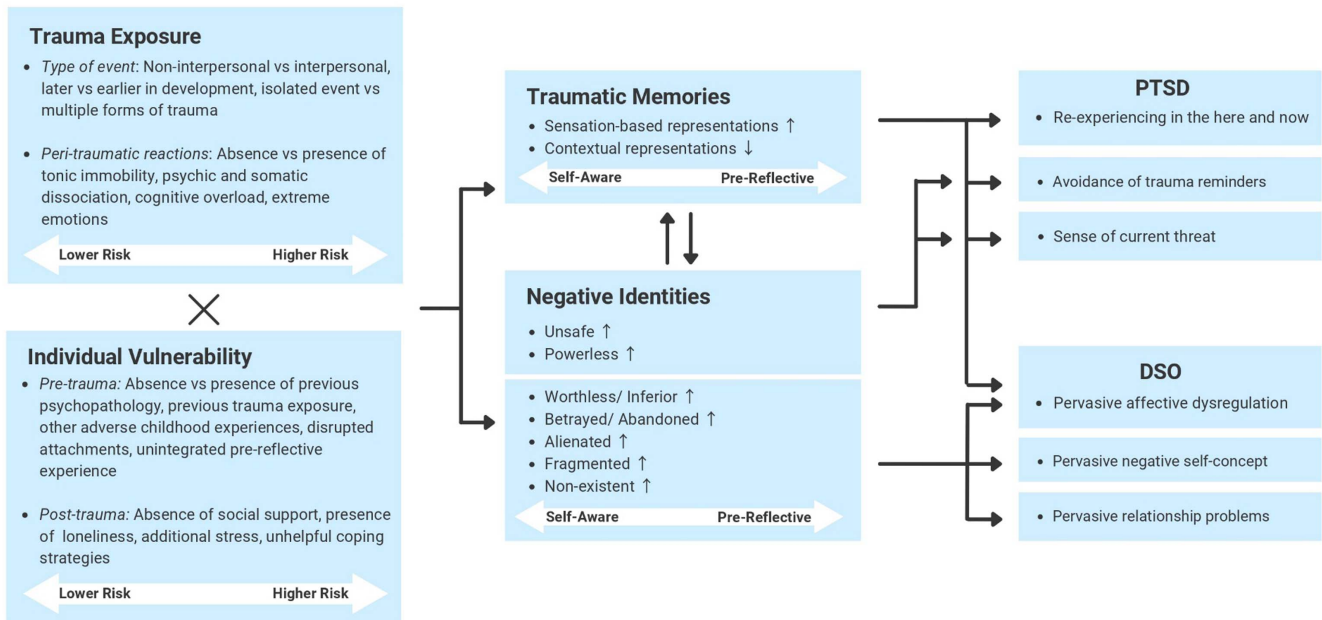 Trauma Exposure
• Type of event: Non-interpersonal vs interpersonal,
later vs earlier in development, isolated event vs
multiple forms of trauma
• Peri-traumatic reactions: Absence vs presence of
tonic immobility, psychic and somatic
dissociation, cognitive overload, extreme
emotions
Lower Risk Higher Risk
Individual Vulnerability
• Pre-trauma: Absence vs presence of previous
psychopathology, previous trauma exposure,
other adverse childhood experiences, disrupted
attachments, unintegrated pre-reflective
experience
• Post-trauma: Absence of social support, presence
of loneliness, additional stress, unhelpful coping
strategies
Lower Risk Higher Risk
Traumatic Memories
• Sensation-based representations ↑
• Contextual representations ↓
Self-Aware Pre-Reflective
Negative Identities
• Unsafe ↑
• Powerless ↑
• Worthless/ Inferior ↑
• Betrayed/ Abandoned ↑
• Alienated ↑
• Fragmented ↑
• Non-existent ↑
Self-Aware Pre-Reflective
PTSD
• Re-experiencing in the here and now
• Avoidance of trauma reminders
• Sense of current threat
DSO
• Pervasive affective dysregulation
• Pervasive negative self-concept
• Pervasive relationship problems